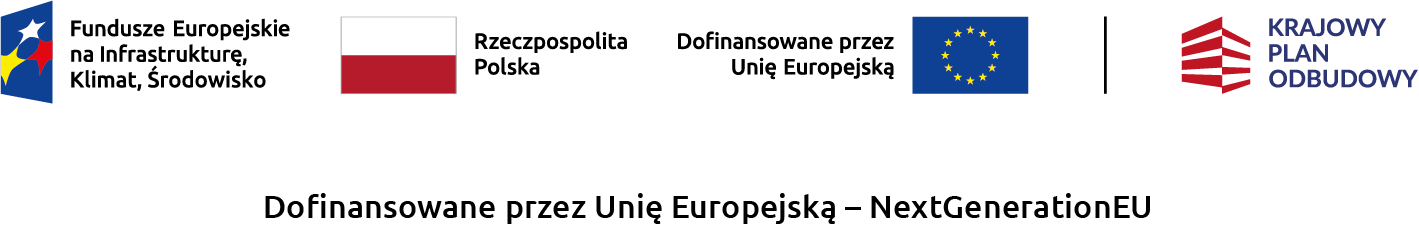 Fundusze Europejskie
na Infrastrukturę,
Klimat, Środowisko
Rzeczpospolita
Polska
Dofinansowane przez
Unię Europejską
KRAJOWY
PLAN
ODBUDOWY
Dofinansowane przez Unię Europejską – NextGenerationEU